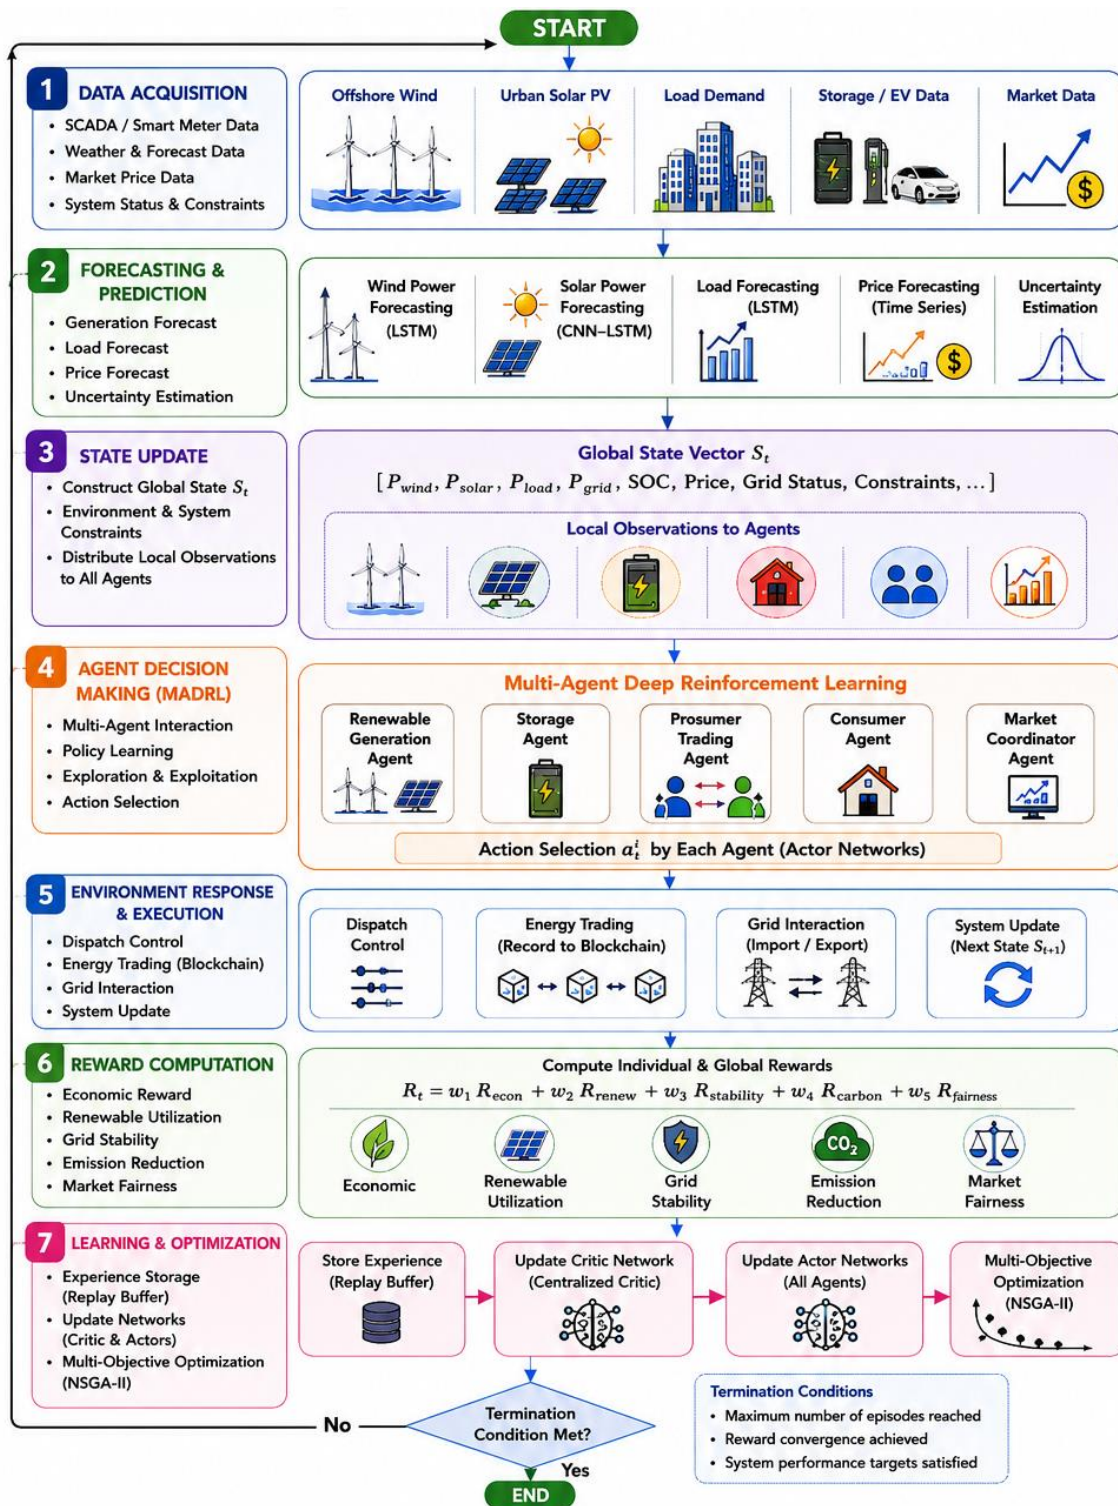 START
1
DATA ACQUISITION
• SCADA / Smart Meter Data
• Weather & Forecast Data
• Market Price Data
• System Status & Constraints
Offshore Wind
Urban Solar PV
Load Demand
Storage / EV Data
Market Data
$
2
FORECASTING &
PREDICTION
• Generation Forecast
• Load Forecast
• Price Forecast
• Uncertainty Estimation
Wind Power
Forecasting
(LSTM)
Solar Power
Forecasting
(CNN–LSTM)
Load Forecasting
(LSTM)
Price Forecasting
(Time Series)
$
Uncertainty
Estimation
3
STATE UPDATE
• Construct Global State S_t
• Environment & System
Constraints
• Distribute Local Observations
to All Agents
Global State Vector S_t
[ P_wind, P_solar, P_load, P_grid, SOC, Price, Grid Status, Constraints, … ]
Local Observations to Agents
4
AGENT DECISION
MAKING (MADRL)
• Multi-Agent Interaction
• Policy Learning
• Exploration & Exploitation
• Action Selection
Multi-Agent Deep Reinforcement Learning
Renewable
Generation
Agent
Storage
Agent
Prosumer
Trading
Agent
Consumer
Agent
Market
Coordinator
Agent
Action Selection a_t^i by Each Agent (Actor Networks)
5
ENVIRONMENT RESPONSE
& EXECUTION
• Dispatch Control
• Energy Trading (Blockchain)
• Grid Interaction
• System Update
Dispatch
Control
Energy Trading
(Record to Blockchain)
Grid Interaction
(Import / Export)
System Update
(Next State S_{t+1})
6
REWARD COMPUTATION
• Economic Reward
• Renewable Utilization
• Grid Stability
• Emission Reduction
• Market Fairness
Compute Individual & Global Rewards
R_t = w_1 R_econ + w_2 R_renew + w_3 R_stability + w_4 R_carbon + w_5 R_fairness
Economic
Renewable
Utilization
Grid
Stability
CO₂
Emission
Reduction
Market
Fairness
7
LEARNING & OPTIMIZATION
• Experience Storage
(Replay Buffer)
• Update Networks
(Critic & Actors)
• Multi-Objective Optimization
(NSGA-II)
Store Experience
(Replay Buffer)
Update Critic Network
(Centralized Critic)
Update Actor Networks
(All Agents)
Multi-Objective
Optimization
(NSGA-II)
Termination
Condition Met?
No
Yes
END
Termination Conditions
• Maximum number of episodes reached
• Reward convergence achieved
• System performance targets satisfied